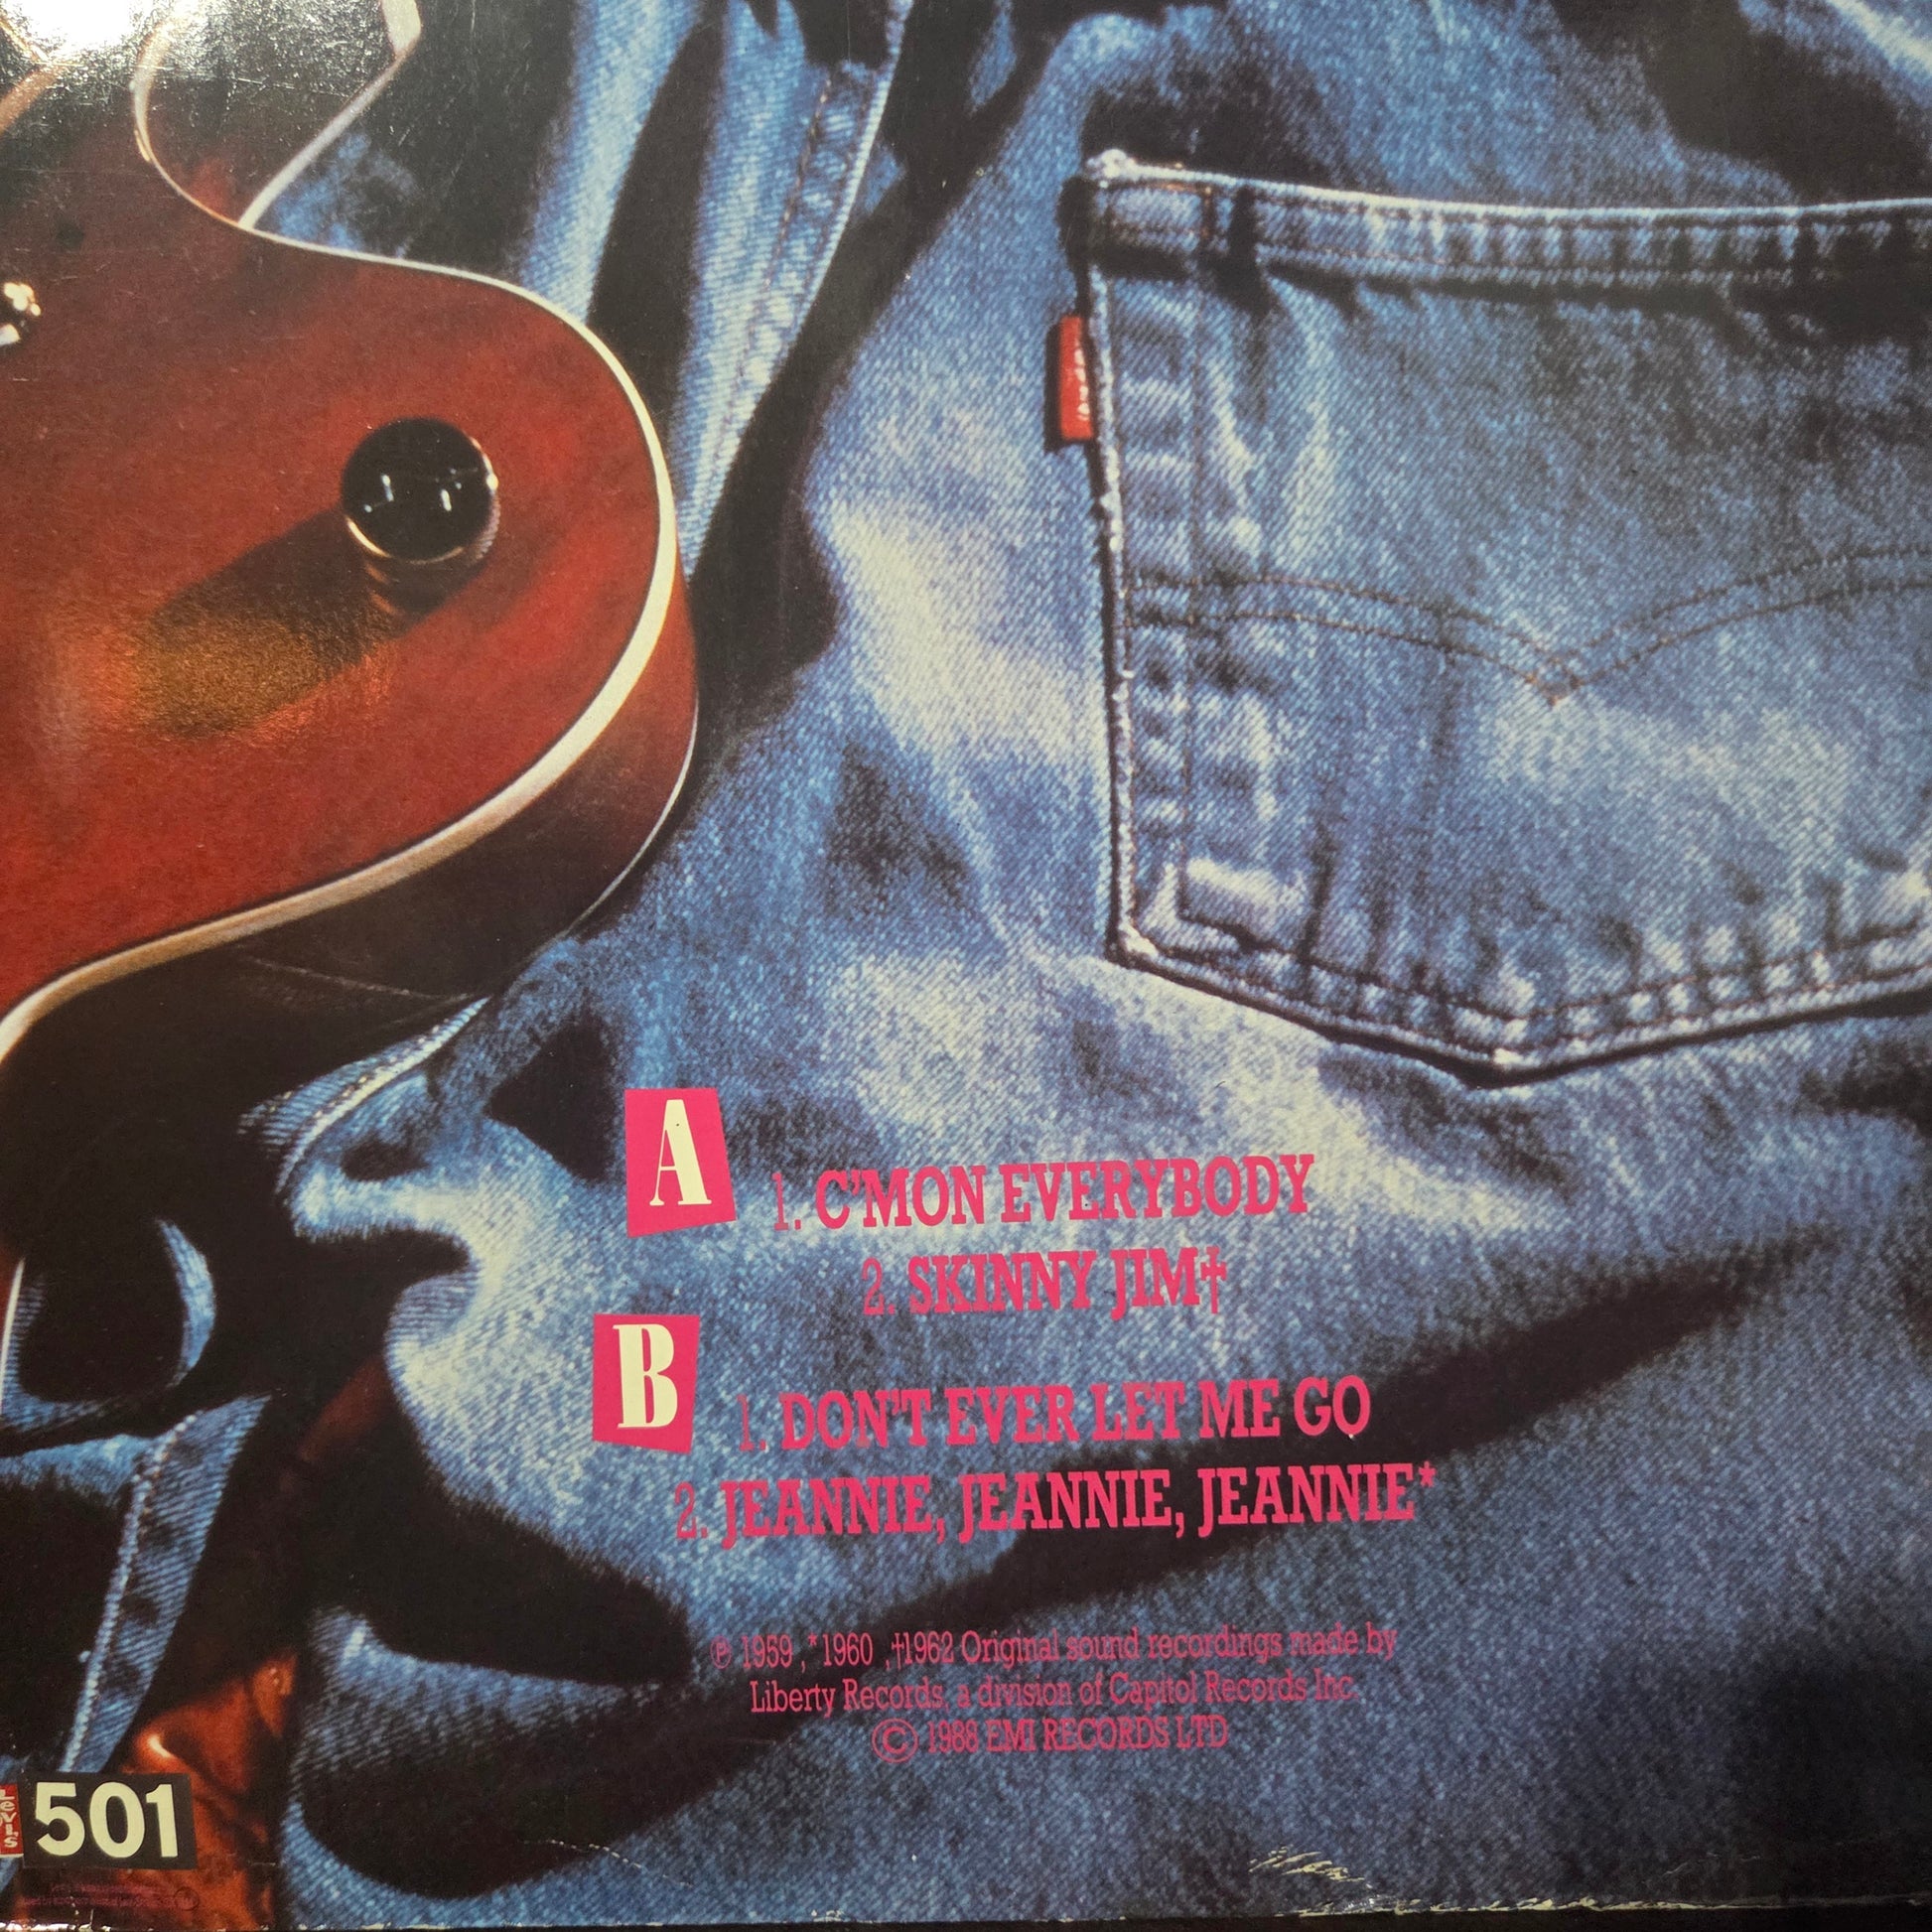 A
1. C'MON EVERYBODY
2. SKINNY JIM†
B
1. DON'T EVER LET ME GO
2. JEANNIE, JEANNIE, JEANNIE*
℗ 1959 ,*1960 ,†1962 Original sound recordings made by
Liberty Records, a division of Capitol Records Inc.
© 1988 EMI RECORDS LTD
LEVI'S
501